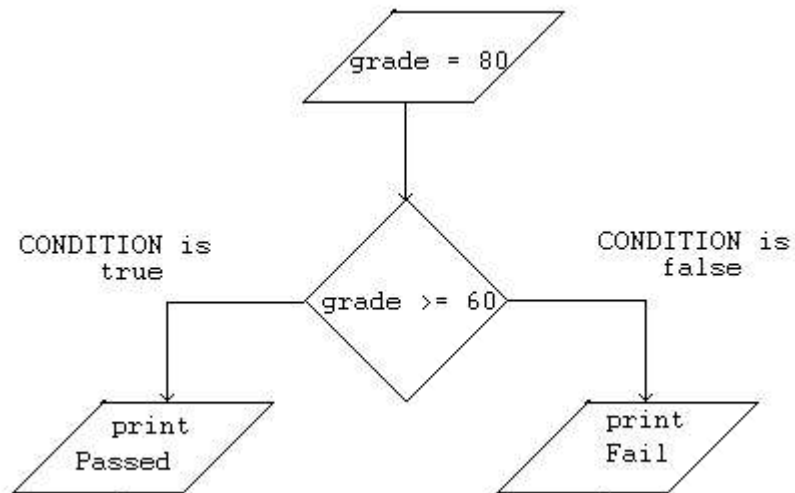 grade = 80
CONDITION is
true
CONDITION is
false
grade >= 60
print
Passed
print
Fail